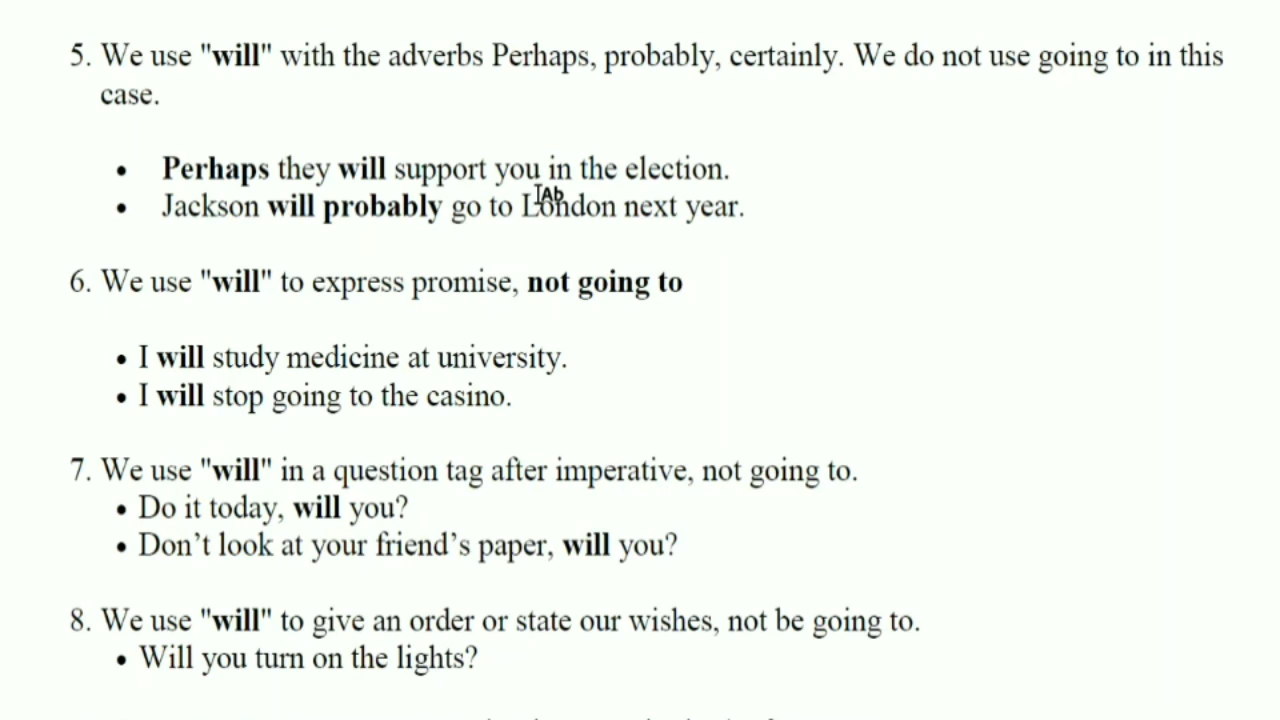 5. We use "will" with the adverbs Perhaps, probably, certainly. We do not use going to in this
case.
• Perhaps they will support you in the election.
• Jackson will probably go to London next year.
6. We use "will" to express promise, not going to
• I will study medicine at university.
• I will stop going to the casino.
7. We use "will" in a question tag after imperative, not going to.
• Do it today, will you?
• Don’t look at your friend’s paper, will you?
8. We use "will" to give an order or state our wishes, not be going to.
• Will you turn on the lights?